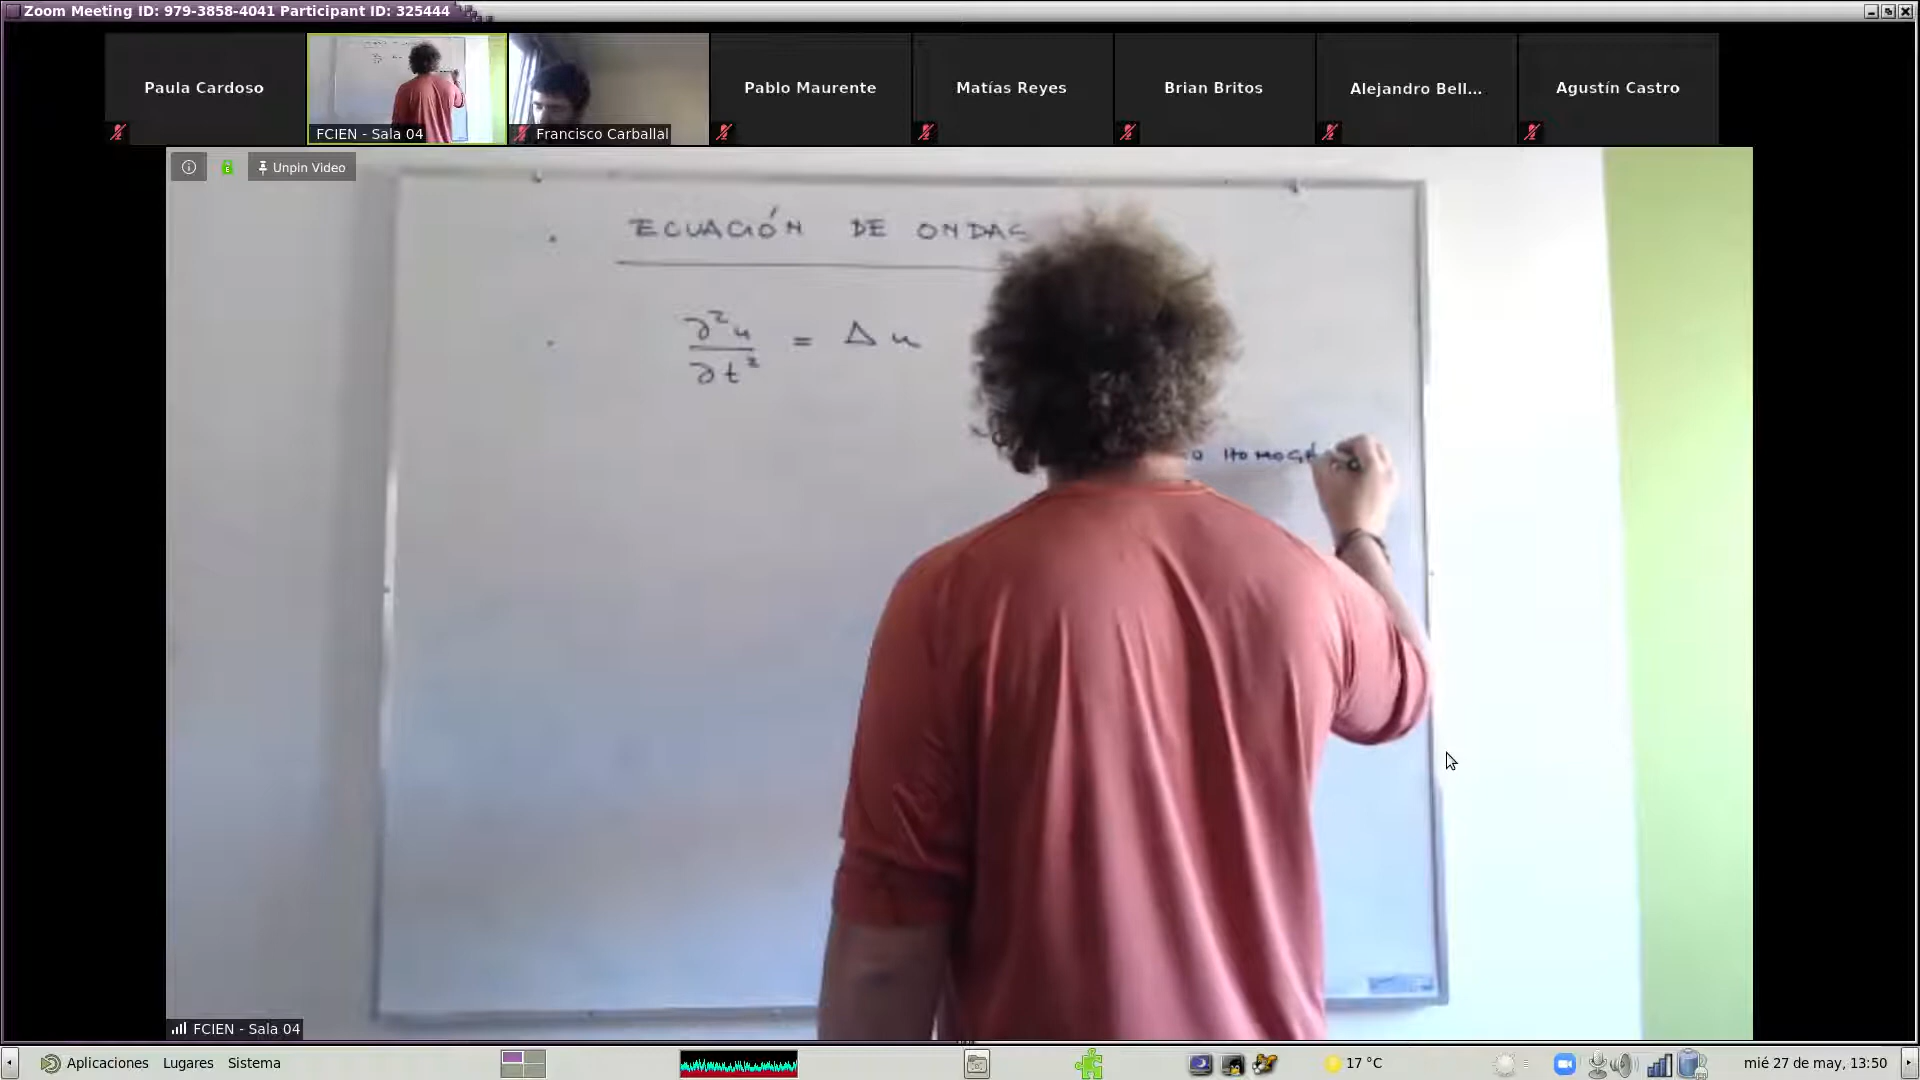 Zoom Meeting ID: 979-3858-4041 Participant ID: 325444
Paula Cardoso
FCIEN - Sala 04
Francisco Carballal
Pablo Maurente
Matías Reyes
Brian Britos
Alejandro Bell...
Agustín Castro
Unpin Video
. ECUACIÓN DE ONDAS
. ∂²u/∂t² = Δu
HOMOGÉ
FCIEN - Sala 04
Aplicaciones Lugares Sistema 17 °C mié 27 de may, 13:50